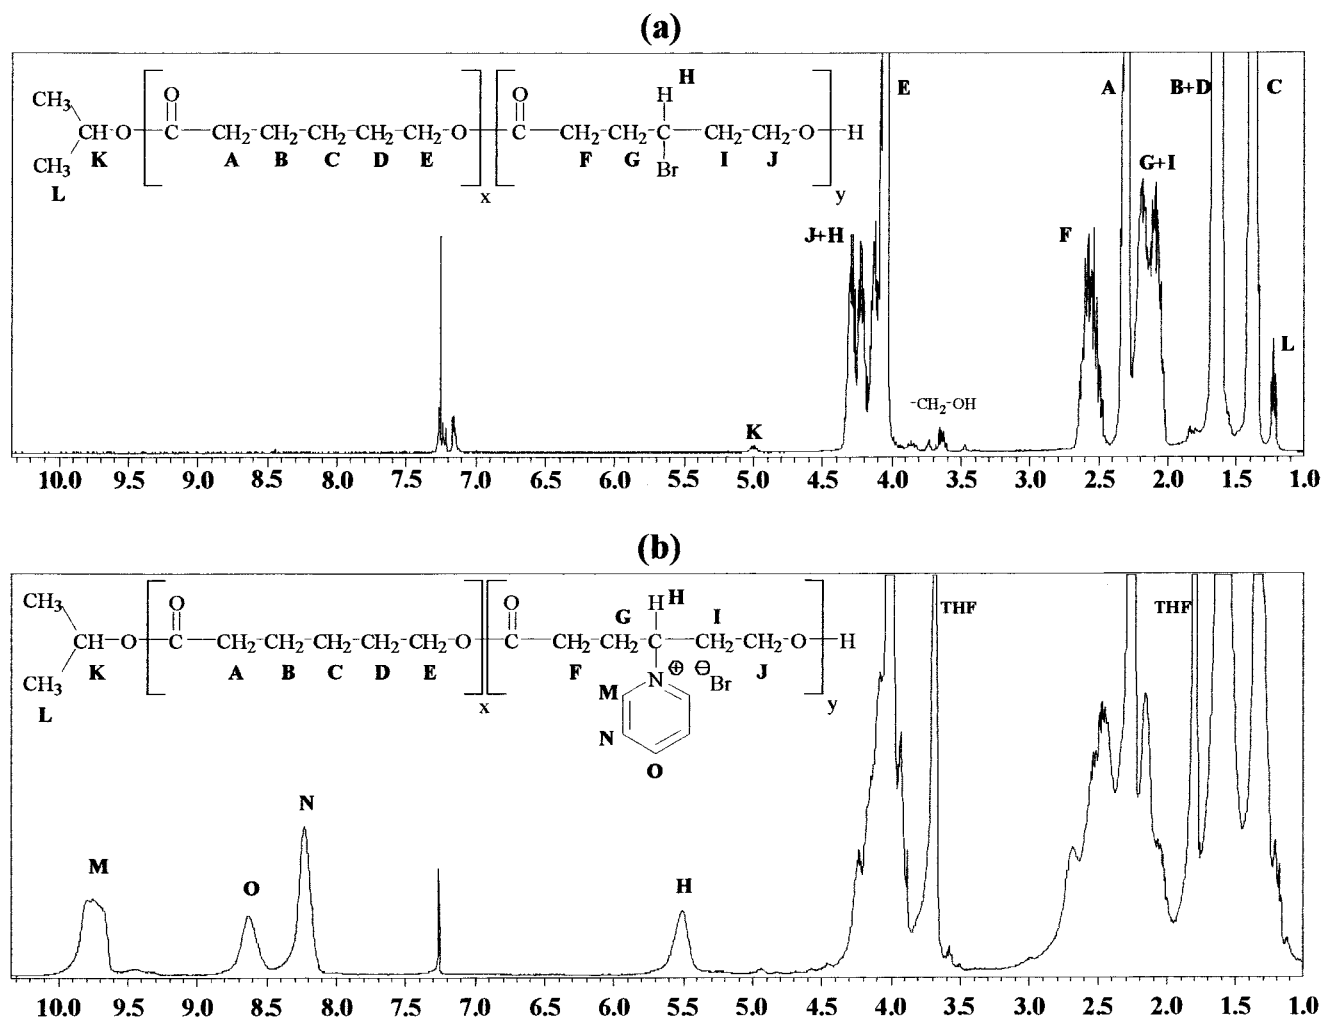 (a)
H
CH3 O O H E A B+D C
CH-O C-CH2-CH2-CH2-CH2-CH2-O C-CH2-CH2 CH2-CH2-O-H
K A B C D E F G Br I J
CH3
L x y G+I
J+H F
L
-CH2-OH
K
10.0 9.5 9.0 8.5 8.0 7.5 7.0 6.5 6.0 5.5 5.0 4.5 4.0 3.5 3.0 2.5 2.0 1.5 1.0
(b)
CH3 O O G H H I THF THF
CH-O C-CH2-CH2-CH2-CH2-CH2-O C-CH2-CH2 CH2-CH2-O-H
K A B C D E F N ⊕ ⊖ Br J
CH3 M
L x y
N
O
N
M O H
10.0 9.5 9.0 8.5 8.0 7.5 7.0 6.5 6.0 5.5 5.0 4.5 4.0 3.5 3.0 2.5 2.0 1.5 1.0